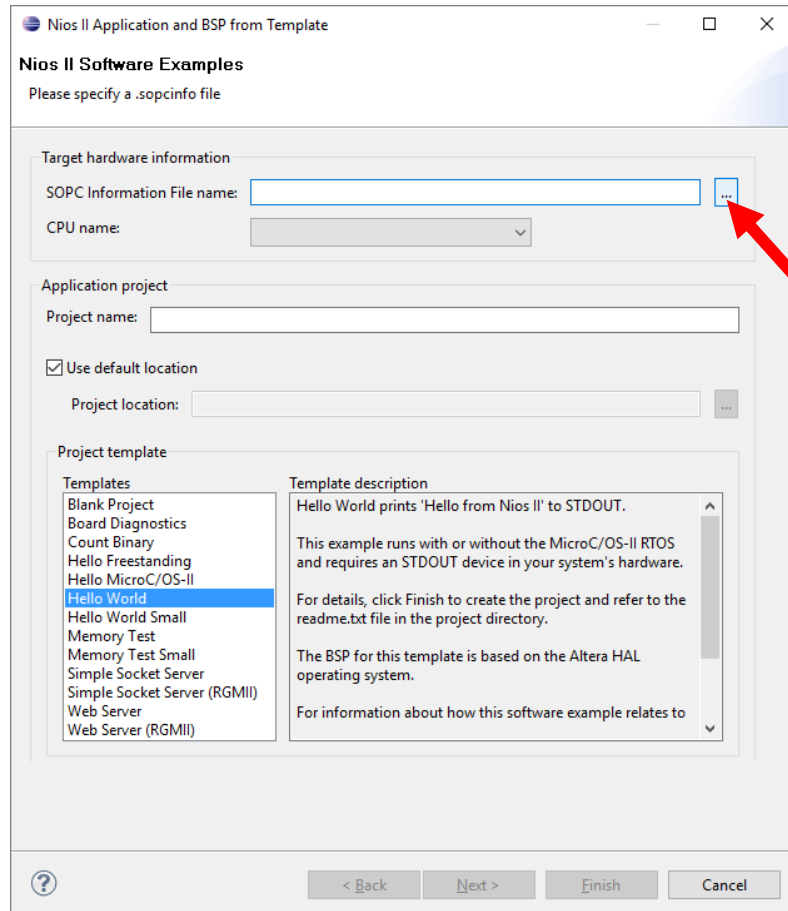 Nios II Application and BSP from Template
Nios II Software Examples
Please specify a .sopcinfo file
Target hardware information
SOPC Information File name:
...
CPU name:
Application project
Project name:
Use default location
Project location:
...
Project template
Templates
Blank Project
Board Diagnostics
Count Binary
Hello Freestanding
Hello MicroC/OS-II
Hello World
Hello World Small
Memory Test
Memory Test Small
Simple Socket Server
Simple Socket Server (RGMII)
Web Server
Web Server (RGMII)
Template description
Hello World prints 'Hello from Nios II' to STDOUT.
This example runs with or without the MicroC/OS-II RTOS
and requires an STDOUT device in your system's hardware.
For details, click Finish to create the project and refer to the
readme.txt file in the project directory.
The BSP for this template is based on the Altera HAL
operating system.
For information about how this software example relates to
?
< Back
Next >
Finish
Cancel